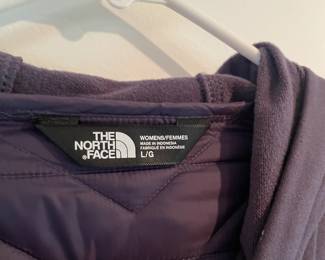 THE
NORTH
FACE
WOMENS/FEMMES
MADE IN INDONESIA
FABRIQUÉ EN INDONÉSIE
L/G